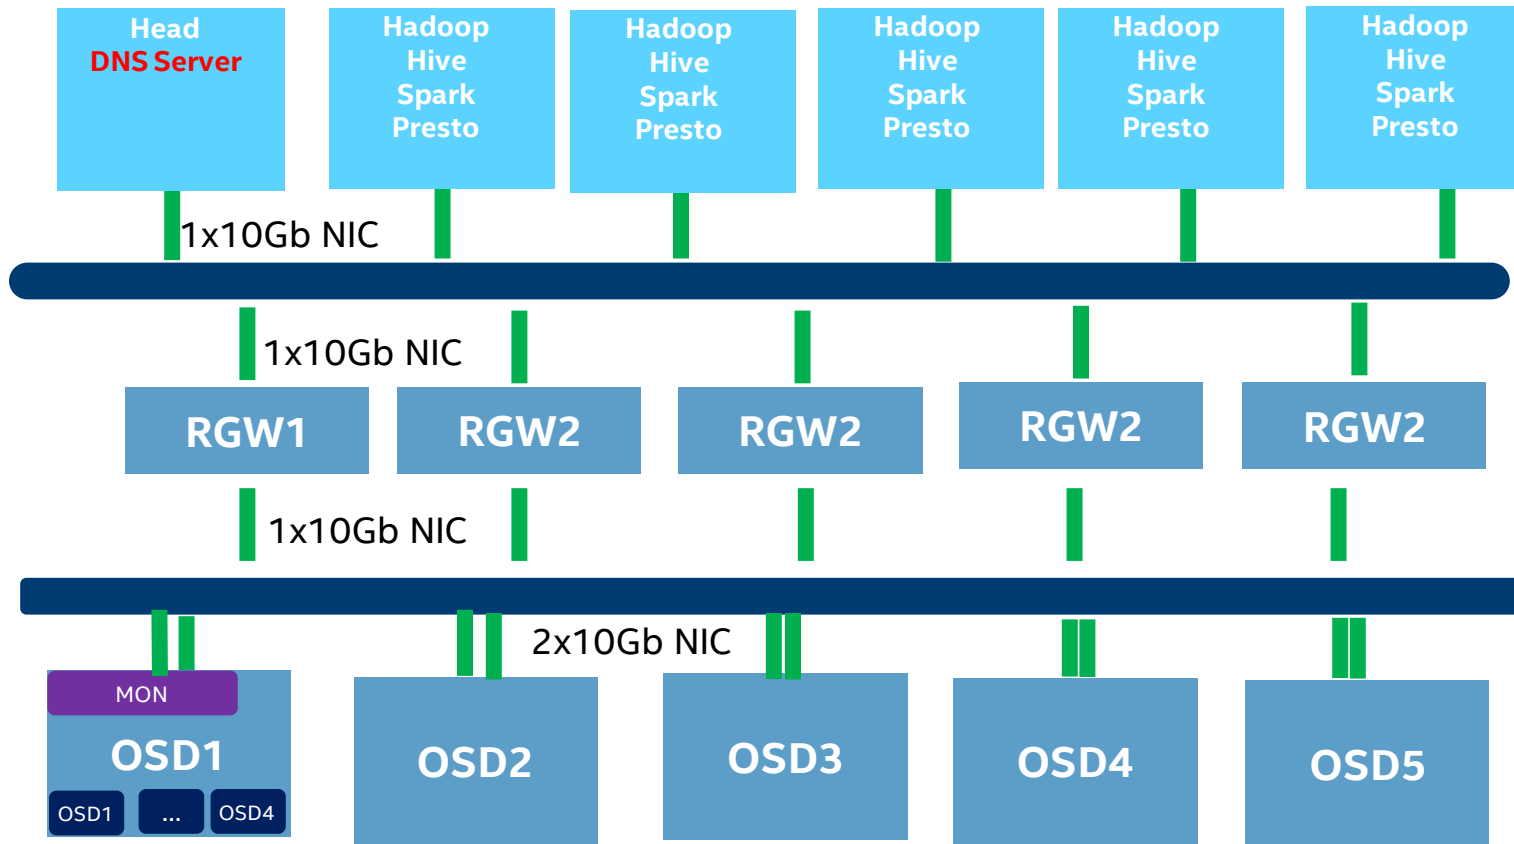 Head
DNS Server
Hadoop
Hive
Spark
Presto
Hadoop
Hive
Spark
Presto
Hadoop
Hive
Spark
Presto
Hadoop
Hive
Spark
Presto
Hadoop
Hive
Spark
Presto
1x10Gb NIC
1x10Gb NIC
RGW1
RGW2
RGW2
RGW2
RGW2
1x10Gb NIC
2x10Gb NIC
MON
OSD1
OSD1
...
OSD4
OSD2
OSD3
OSD4
OSD5